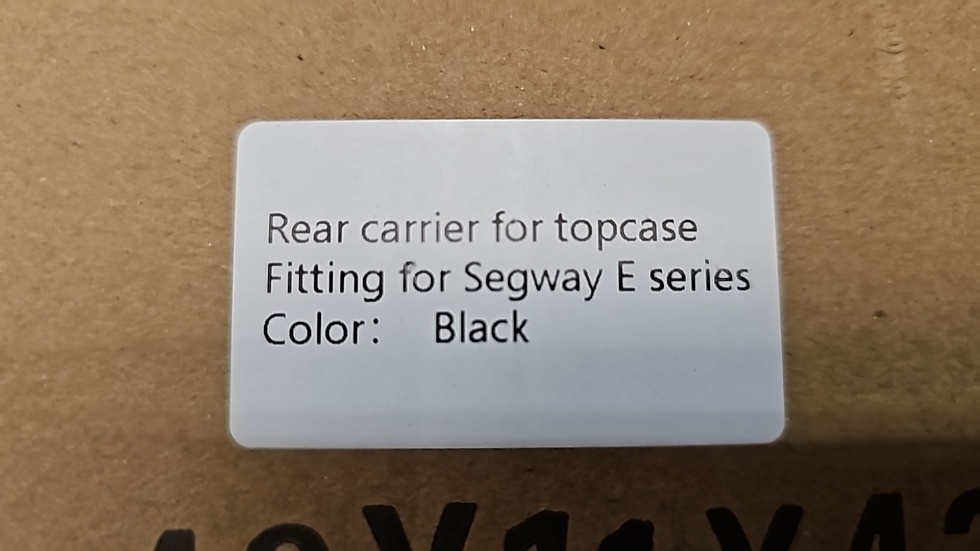 Rear carrier for topcase
Fitting for Segway E series
Color: Black